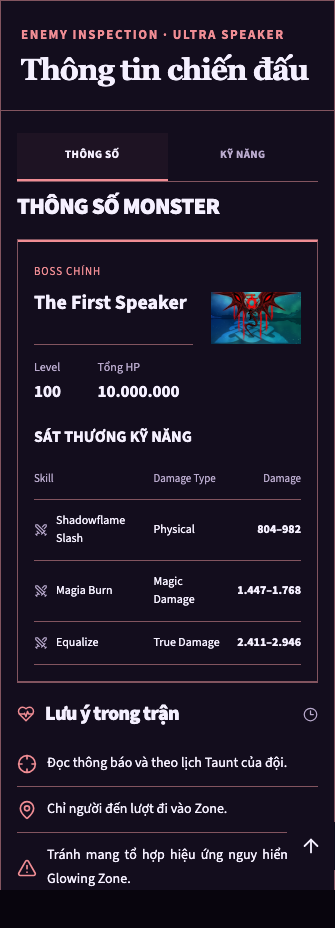 ENEMY INSPECTION · ULTRA SPEAKER
Thông tin chiến đấu
THÔNG SỐ
KỸ NĂNG
THÔNG SỐ MONSTER
BOSS CHÍNH
The First Speaker
Level
Tổng HP
100
10.000.000
SÁT THƯƠNG KỸ NĂNG
Skill
Damage Type
Damage
Shadowflame
Slash
Physical
804–982
Magia Burn
Magic
Damage
1.447–1.768
Equalize
True Damage
2.411–2.946
Lưu ý trong trận
Đọc thông báo và theo lịch Taunt của đội.
Chỉ người đến lượt đi vào Zone.
Tránh mang tổ hợp hiệu ứng nguy hiển
Glowing Zone.